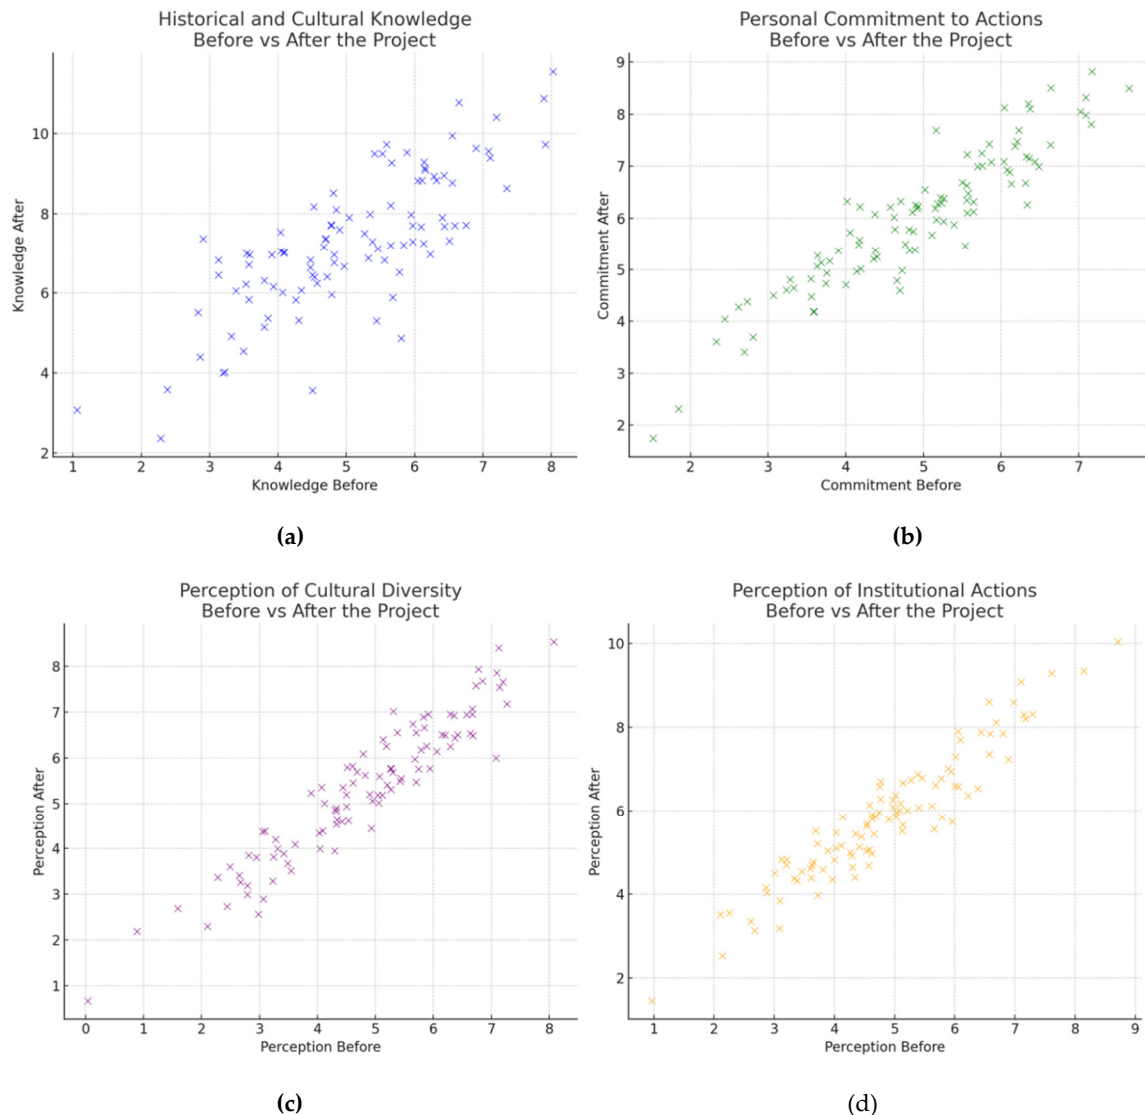 Historical and Cultural Knowledge
Before vs After the Project
Knowledge After
10
8
6
4
2
1 2 3 4 5 6 7 8
Knowledge Before
(a)
Personal Commitment to Actions
Before vs After the Project
Commitment After
9
8
7
6
5
4
3
2
2 3 4 5 6 7
Commitment Before
(b)
Perception of Cultural Diversity
Before vs After the Project
Perception After
8
7
6
5
4
3
2
1
0 1 2 3 4 5 6 7 8
Perception Before
(c)
Perception of Institutional Actions
Before vs After the Project
Perception After
10
8
6
4
2
1 2 3 4 5 6 7 8 9
Perception Before
(d)